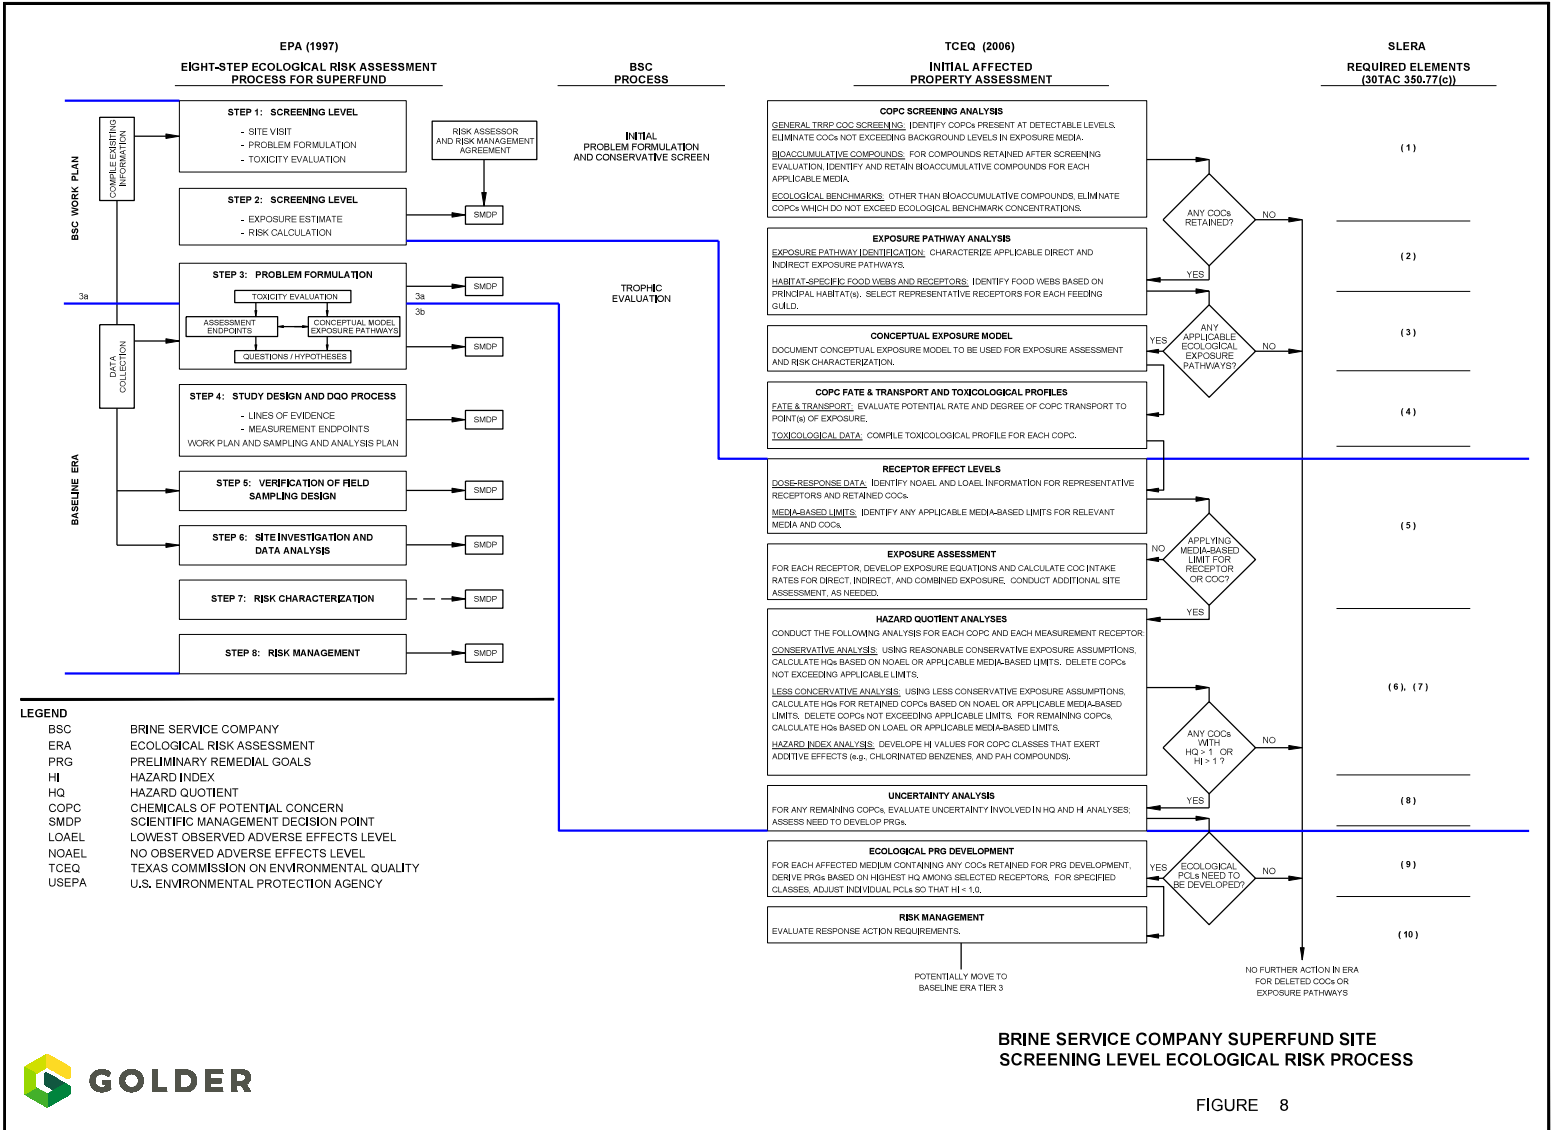 EPA (1997)
EIGHT-STEP ECOLOGICAL RISK ASSESSMENT
PROCESS FOR SUPERFUND
BSC
PROCESS
TCEQ (2006)
INITIAL AFFECTED
PROPERTY ASSESSMENT
SLERA
REQUIRED ELEMENTS
(30TAC 350.77(c))
BSC WORK PLAN
COMPILE EXISTING
INFORMATION
STEP 1: SCREENING LEVEL
- SITE VISIT
- PROBLEM FORMULATION
- TOXICITY EVALUATION
RISK ASSESSOR
AND RISK MANAGEMENT
AGREEMENT
STEP 2: SCREENING LEVEL
- EXPOSURE ESTIMATE
- RISK CALCULATION
SMDP
STEP 3: PROBLEM FORMULATION
TOXICITY EVALUATION
ASSESSMENT
ENDPOINTS
CONCEPTUAL MODEL
EXPOSURE PATHWAYS
QUESTIONS / HYPOTHESES
SMDP
3a
3a
3b
SMDP
BASELINE ERA
DATA
COLLECTION
STEP 4: STUDY DESIGN AND DQO PROCESS
- LINES OF EVIDENCE
- MEASUREMENT ENDPOINTS
WORK PLAN AND SAMPLING AND ANALYSIS PLAN
SMDP
STEP 5: VERIFICATION OF FIELD
SAMPLING DESIGN
SMDP
STEP 6: SITE INVESTIGATION AND
DATA ANALYSIS
SMDP
STEP 7: RISK CHARACTERIZATION
SMDP
STEP 8: RISK MANAGEMENT
SMDP
INITIAL
PROBLEM FORMULATION
AND CONSERVATIVE SCREEN
TROPHIC
EVALUATION
COPC SCREENING ANALYSIS
GENERAL TRRP COC SCREENING: IDENTIFY COPCs PRESENT AT DETECTABLE LEVELS.
ELIMINATE COCs NOT EXCEEDING BACKGROUND LEVELS IN EXPOSURE MEDIA.
BIOACCUMULATIVE COMPOUNDS: FOR COMPOUNDS RETAINED AFTER SCREENING
EVALUATION, IDENTIFY AND RETAIN BIOACCUMULATIVE COMPOUNDS FOR EACH
APPLICABLE MEDIA.
ECOLOGICAL BENCHMARKS: OTHER THAN BIOACCUMULATIVE COMPOUNDS, ELIMINATE
COPCs WHICH DO NOT EXCEED ECOLOGICAL BENCHMARK CONCENTRATIONS.
ANY COCs
RETAINED?
NO
YES
EXPOSURE PATHWAY ANALYSIS
EXPOSURE PATHWAY IDENTIFICATION: CHARACTERIZE APPLICABLE DIRECT AND
INDIRECT EXPOSURE PATHWAYS.
HABITAT-SPECIFIC FOOD WEBS AND RECEPTORS: IDENTIFY FOOD WEBS BASED ON
PRINCIPAL HABITAT(s). SELECT REPRESENTATIVE RECEPTORS FOR EACH FEEDING
GUILD.
ANY
APPLICABLE
ECOLOGICAL
EXPOSURE
PATHWAYS?
YES
NO
CONCEPTUAL EXPOSURE MODEL
DOCUMENT CONCEPTUAL EXPOSURE MODEL TO BE USED FOR EXPOSURE ASSESSMENT
AND RISK CHARACTERIZATION.
COPC FATE & TRANSPORT AND TOXICOLOGICAL PROFILES
FATE & TRANSPORT: EVALUATE POTENTIAL RATE AND DEGREE OF COPC TRANSPORT TO
POINT(s) OF EXPOSURE.
TOXICOLOGICAL DATA: COMPILE TOXICOLOGICAL PROFILE FOR EACH COPC.
RECEPTOR EFFECT LEVELS
DOSE-RESPONSE DATA: IDENTIFY NOAEL AND LOAEL INFORMATION FOR REPRESENTATIVE
RECEPTORS AND RETAINED COCs.
MEDIA-BASED LIMITS: IDENTIFY ANY APPLICABLE MEDIA-BASED LIMITS FOR RELEVANT
MEDIA AND COCs.
APPLYING
MEDIA-BASED
LIMIT FOR
RECEPTOR
OR COC?
NO
YES
EXPOSURE ASSESSMENT
FOR EACH RECEPTOR, DEVELOP EXPOSURE EQUATIONS AND CALCULATE COC INTAKE
RATES FOR DIRECT, INDIRECT, AND COMBINED EXPOSURE. CONDUCT ADDITIONAL SITE
ASSESSMENT, AS NEEDED.
HAZARD QUOTIENT ANALYSES
CONDUCT THE FOLLOWING ANALYSIS FOR EACH COPC AND EACH MEASUREMENT RECEPTOR:
CONSERVATIVE ANALYSIS: USING REASONABLE CONSERVATIVE EXPOSURE ASSUMPTIONS,
CALCULATE HQs BASED ON NOAEL OR APPLICABLE MEDIA-BASED LIMITS. DELETE COPCs
NOT EXCEEDING APPLICABLE LIMITS.
LESS CONCERVATIVE ANALYSIS: USING LESS CONSERVATIVE EXPOSURE ASSUMPTIONS,
CALCULATE HQs FOR RETAINED COPCs BASED ON NOAEL OR APPLICABLE MEDIA-BASED
LIMITS. DELETE COPCs NOT EXCEEDING APPLICABLE LIMITS. FOR REMAINING COPCs,
CALCULATE HQs BASED ON LOAEL OR APPLICABLE MEDIA-BASED LIMITS.
HAZARD INDEX ANALYSIS: DEVELOPE HI VALUES FOR COPC CLASSES THAT EXERT
ADDITIVE EFFECTS (e.g., CHLORINATED BENZENES, AND PAH COMPOUNDS).
ANY COCs
WITH
HQ > 1 OR
HI > 1 ?
NO
YES
UNCERTAINTY ANALYSIS
FOR ANY REMAINING COPCs, EVALUATE UNCERTAINTY INVOLVED IN HQ AND HI ANALYSES;
ASSESS NEED TO DEVELOP PRGs.
ECOLOGICAL
PCLs NEED TO
BE DEVELOPED?
YES
NO
ECOLOGICAL PRG DEVELOPMENT
FOR EACH AFFECTED MEDIUM CONTAINING ANY COCs RETAINED FOR PRG DEVELOPMENT,
DERIVE PRGs BASED ON HIGHEST HQ AMONG SELECTED RECEPTORS. FOR SPECIFIED
CLASSES, ADJUST INDIVIDUAL PCLs SO THAT HI < 1.0.
RISK MANAGEMENT
EVALUATE RESPONSE ACTION REQUIREMENTS.
POTENTIALLY MOVE TO
BASELINE ERA TIER 3
NO FURTHER ACTION IN ERA
FOR DELETED COCs OR
EXPOSURE PATHWAYS
( 1 )
( 2 )
( 3 )
( 4 )
( 5 )
( 6 ), ( 7 )
( 8 )
( 9 )
( 10 )
LEGEND
BSC BRINE SERVICE COMPANY
ERA ECOLOGICAL RISK ASSESSMENT
PRG PRELIMINARY REMEDIAL GOALS
HI HAZARD INDEX
HQ HAZARD QUOTIENT
COPC CHEMICALS OF POTENTIAL CONCERN
SMDP SCIENTIFIC MANAGEMENT DECISION POINT
LOAEL LOWEST OBSERVED ADVERSE EFFECTS LEVEL
NOAEL NO OBSERVED ADVERSE EFFECTS LEVEL
TCEQ TEXAS COMMISSION ON ENVIRONMENTAL QUALITY
USEPA U.S. ENVIRONMENTAL PROTECTION AGENCY
GOLDER
BRINE SERVICE COMPANY SUPERFUND SITE
SCREENING LEVEL ECOLOGICAL RISK PROCESS
FIGURE 8